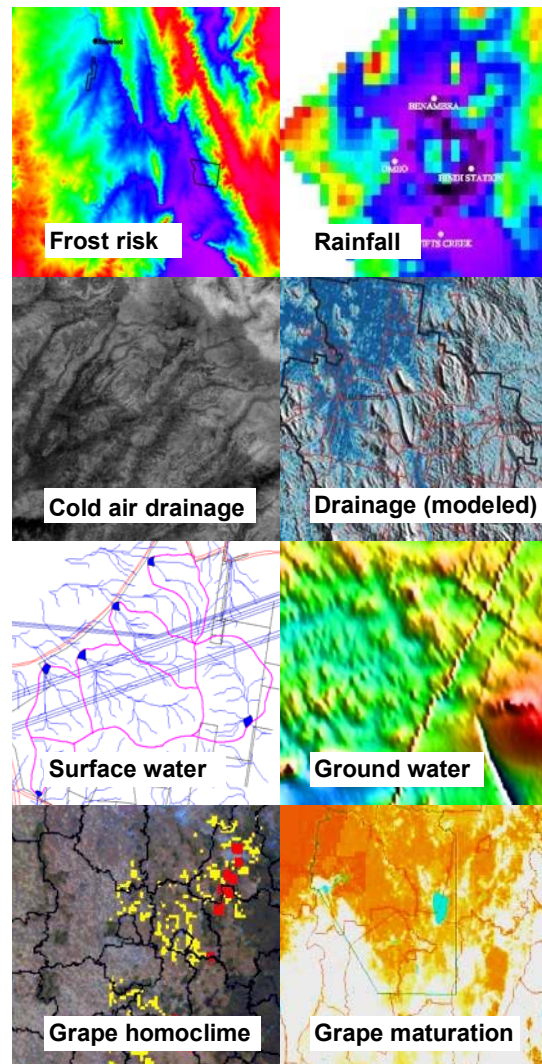 Frost risk
Rainfall
BENAMBRA
OMEO
HINDI STATION
Cold air drainage
Drainage (modeled)
Surface water
Ground water
Grape homoclime
Grape maturation